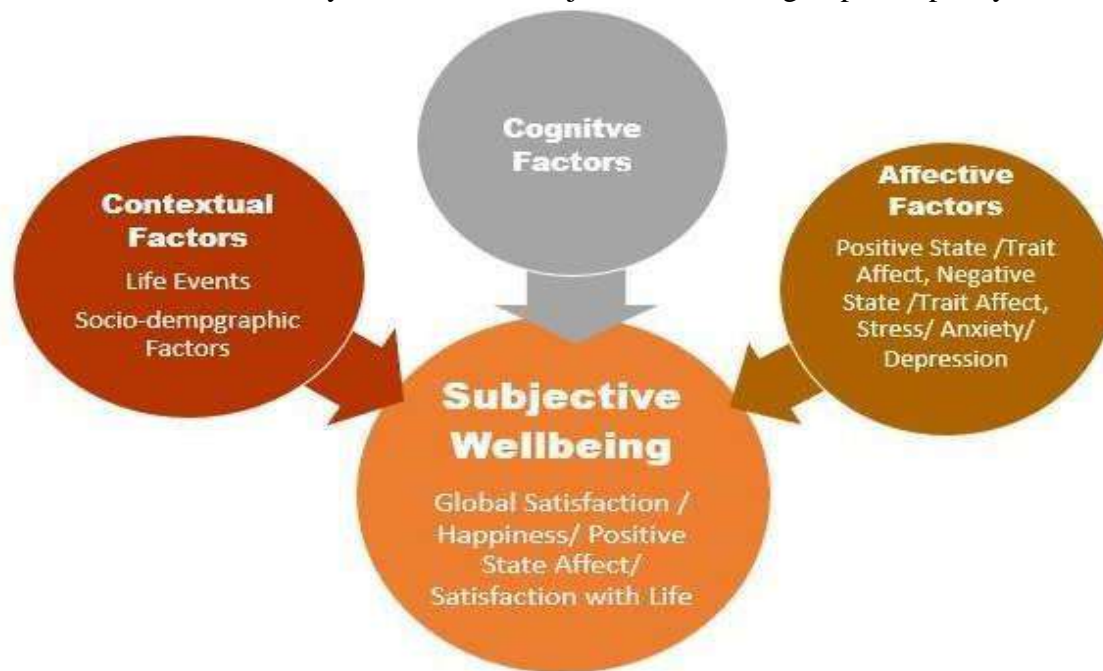 Cognitve
Factors
Contextual
Factors
Life Events
Socio-dempgraphic
Factors
Affective
Factors
Positive State /Trait
Affect, Negative
State /Trait Affect,
Stress/ Anxiety/
Depression
Subjective
Wellbeing
Global Satisfaction /
Happiness/ Positive
State Affect/
Satisfaction with Life